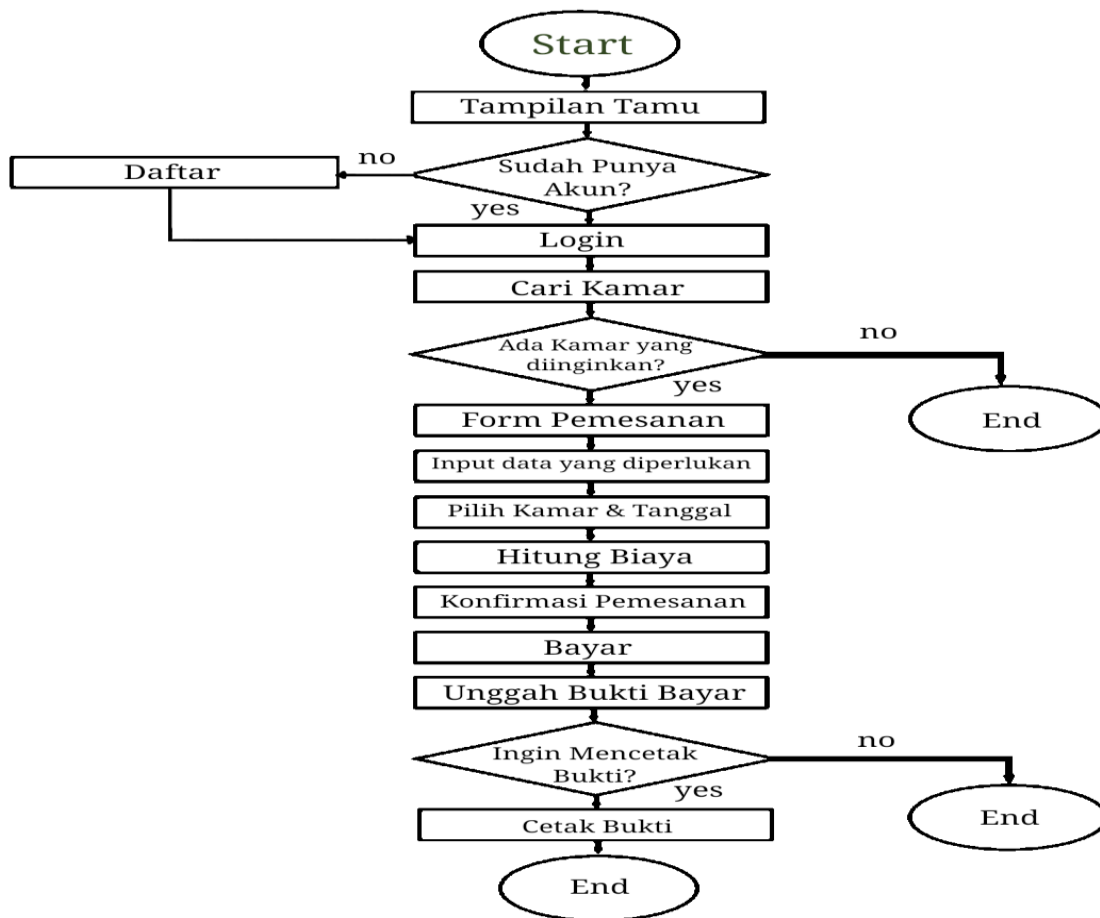 Start
Tampilan Tamu
no
Daftar
Sudah Punya
Akun?
yes
Login
Cari Kamar
no
Ada Kamar yang
diinginkan?
yes
Form Pemesanan
End
Input data yang diperlukan
Pilih Kamar & Tanggal
Hitung Biaya
Konfirmasi Pemesanan
Bayar
Unggah Bukti Bayar
no
Ingin Mencetak
Bukti?
yes
End
Cetak Bukti
End